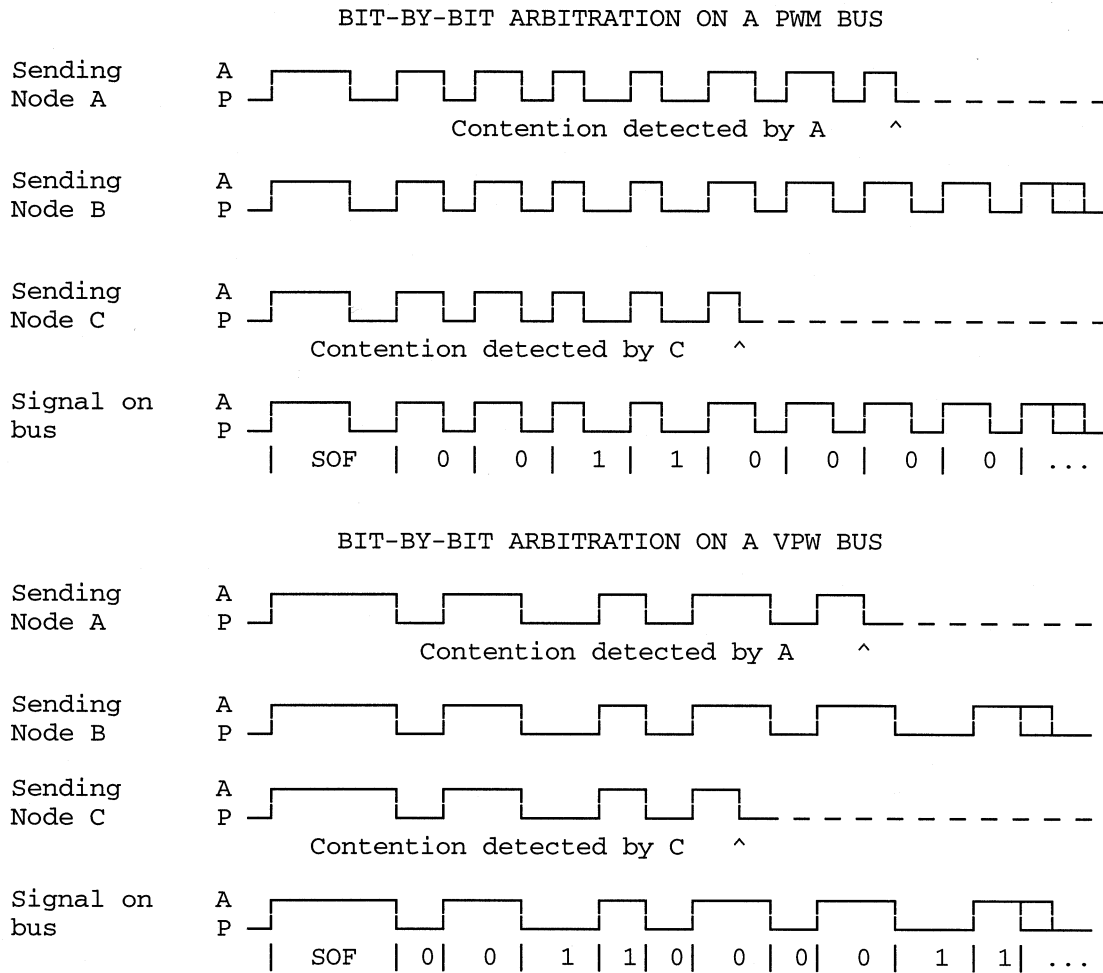 BIT-BY-BIT ARBITRATION ON A PWM BUS
Sending A
Node A P
Contention detected by A ^
Sending A
Node B P
Sending A
Node C P
Contention detected by C ^
Signal on A
bus P
| SOF | 0 | 0 | 1 | 1 | 0 | 0 | 0 | 0 | ...
BIT-BY-BIT ARBITRATION ON A VPW BUS
Sending A
Node A P
Contention detected by A ^
Sending A
Node B P
Sending A
Node C P
Contention detected by C ^
Signal on A
bus P
| SOF | 0| 0 | 1 | 1|0| 0 | 0| 0 | 1 | 1| ...